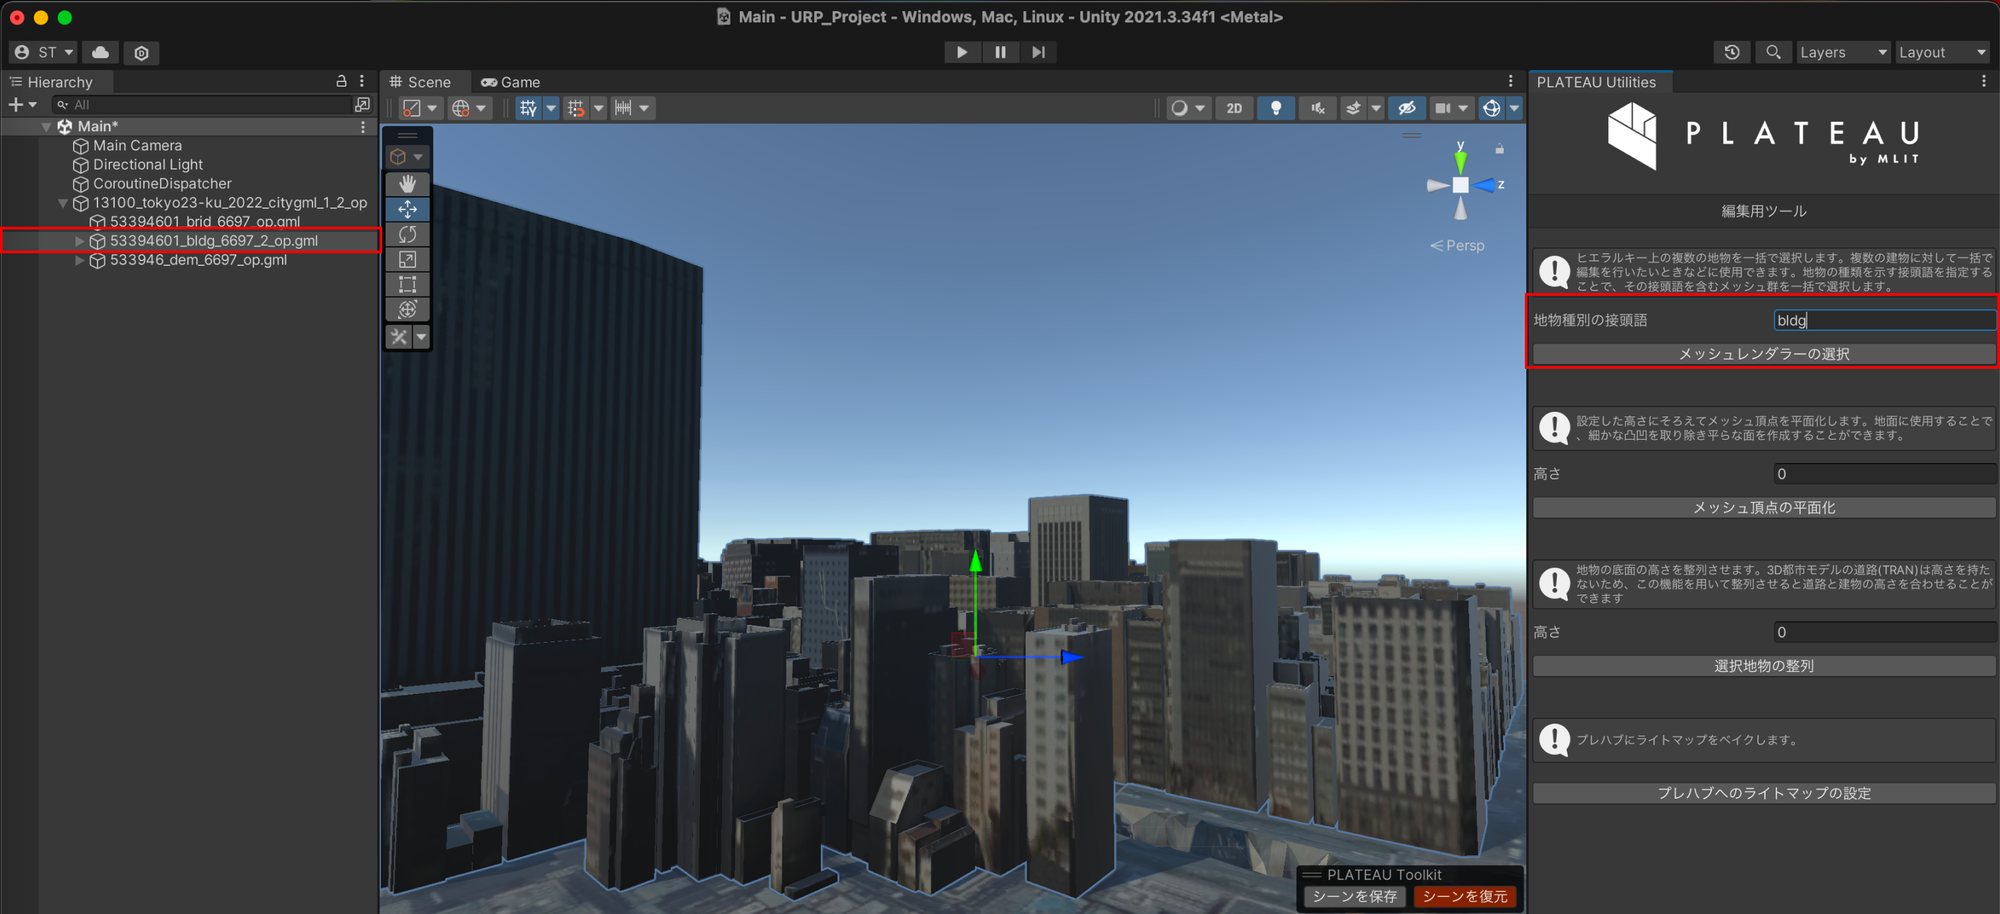 Main - URP_Project - Windows, Mac, Linux - Unity 2021.3.34f1 <Metal>
ST
Layers
Layout
Hierarchy
All
Main*
Main Camera
Directional Light
CoroutineDispatcher
13100_tokyo23-ku_2022_citygml_1_2_op
53394601_brid_6697_op.gml
53394601_bldg_6697_2_op.gml
533946_dem_6697_op.gml
Scene
Game
2D
y
z
Persp
PLATEAU Toolkit
シーンを保存
シーンを復元
PLATEAU Utilities
PLATEAU
by MLIT
編集用ツール
ヒエラルキー上の複数の地物を一括で選択します。複数の建物に対して一括で
編集を行いたいときなどに使用できます。地物の種類を示す接頭語を指定する
ことで、その接頭語を含むメッシュ群を一括で選択します。
地物種別の接頭語
bldg
メッシュレンダラーの選択
設定した高さにそろえてメッシュ頂点を平面化します。地面に使用することで
、細かな凸凹を取り除き平らな面を作成することができます。
高さ
0
メッシュ頂点の平面化
地物の底面の高さを整列させます。3D都市モデルの道路(TRAN)は高さを持た
ないため、この機能を用いて整列させると道路と建物の高さを合わせることが
できます
高さ
0
選択地物の整列
プレハブにライトマップをベイクします。
プレハブへのライトマップの設定